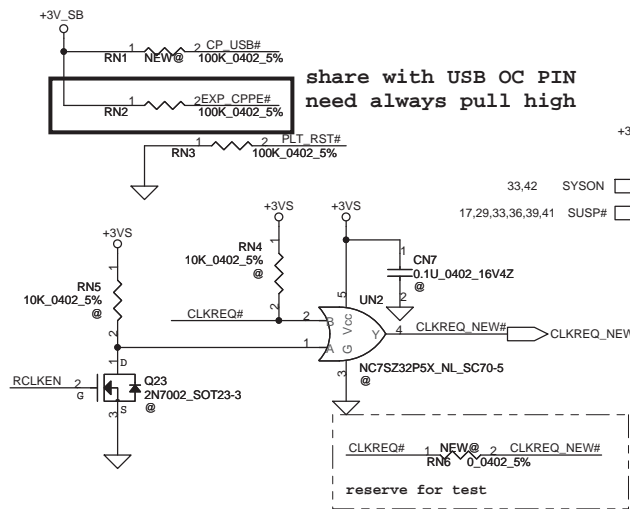 +3V_SB
1 2 CP_USB#
RN1 NEW@ 100K_0402_5%
share with USB OC PIN
need always pull high
1 2 EXP_CPPE#
RN2 100K_0402_5%
1 2 PLT_RST#
RN3 100K_0402_5%
+3
33,42 SYSON
17,29,33,36,39,41 SUSP#
+3VS
+3VS
+3VS
RN4
10K_0402_5%
@
1
2
RN5
10K_0402_5%
@
1
2
1
CN7
0.1U_0402_16V4Z
@
2
5
UN2
CLKREQ# 2 B Vcc Y 4 CLKREQ_NEW# CLKREQ_NEW
1 A G
3
NC7SZ32P5X_NL_SC70-5
@
1 D
RCLKEN 2 G
Q23
2N7002_SOT23-3
@
3 S
CLKREQ# 1 NEW@ 2 CLKREQ_NEW#
RN6 0_0402_5%
reserve for test